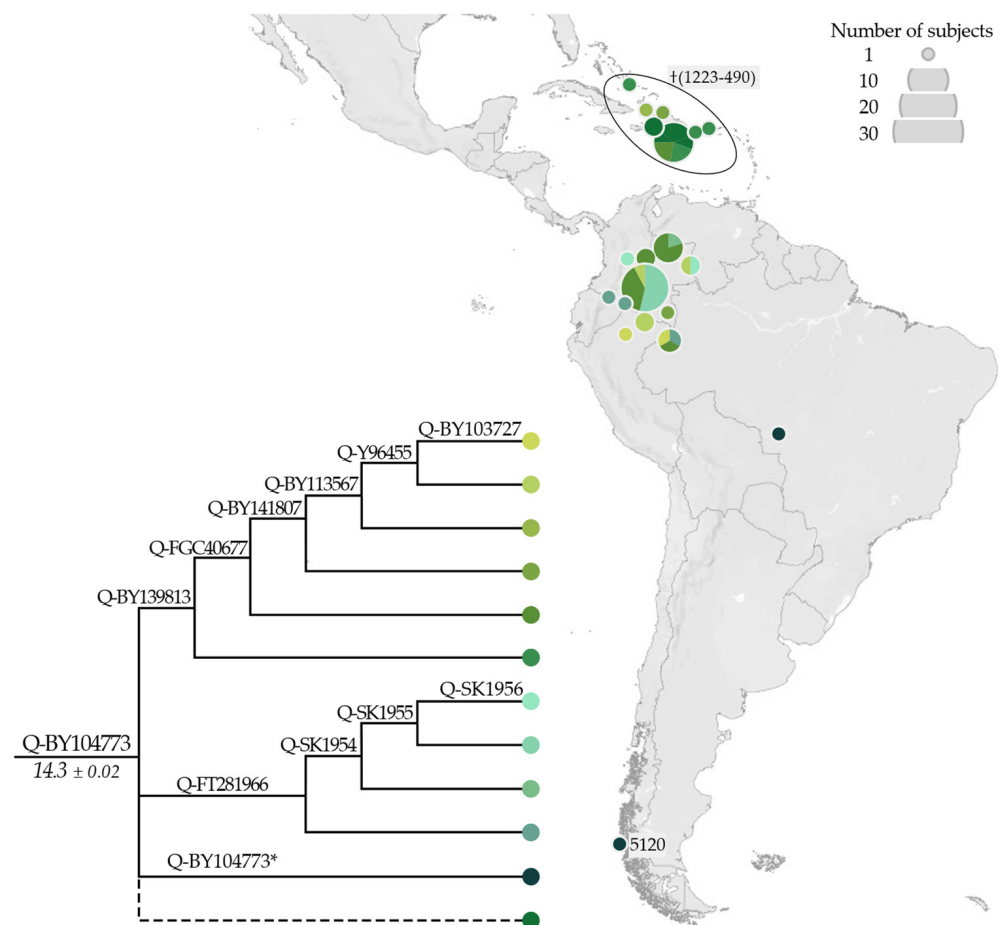 Number of subjects
1
10
20
30
†(1223-490)
Q-BY103727
Q-Y96455
Q-BY113567
Q-BY141807
Q-FGC40677
Q-BY139813
Q-SK1956
Q-SK1955
Q-SK1954
Q-BY104773
14.3 ± 0.02
Q-FT281966
5120
Q-BY104773*